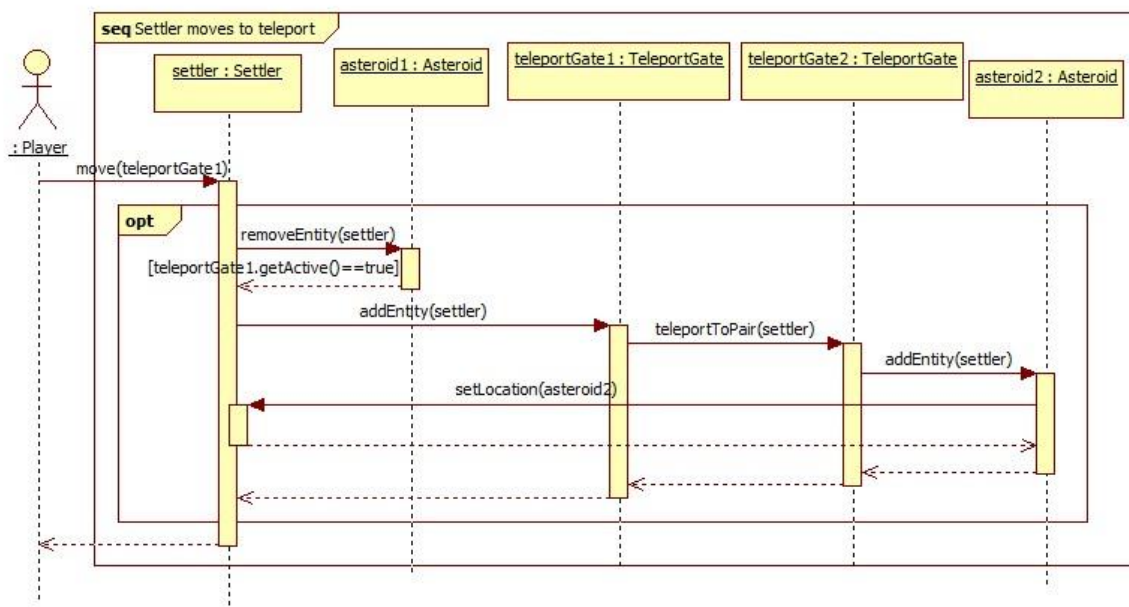 seq Settler moves to teleport
settler : Settler
asteroid1 : Asteroid
teleportGate1 : TeleportGate
teleportGate2 : TeleportGate
asteroid2 : Asteroid
: Player
move(teleportGate1)
opt
removeEntity(settler)
[teleportGate1.getActive()==true]
addEntity(settler)
teleportToPair(settler)
addEntity(settler)
setLocation(asteroid2)